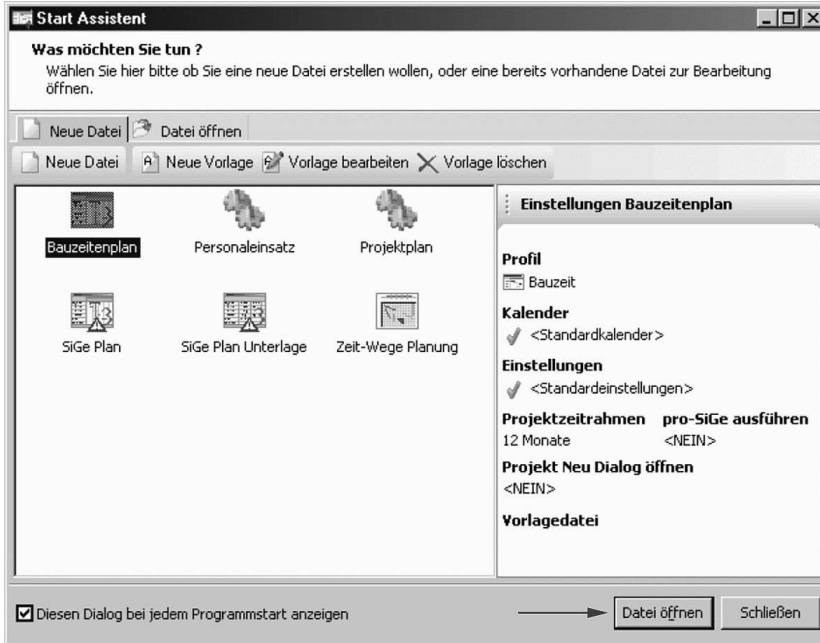 Start Assistent
Was möchten Sie tun ?
Wählen Sie hier bitte ob Sie eine neue Datei erstellen wollen, oder eine bereits vorhandene Datei zur Bearbeitung
öffnen.
Neue Datei Datei öffnen
Neue Datei Neue Vorlage Vorlage bearbeiten Vorlage löschen
Bauzeitenplan Personaleinsatz Projektplan
SiGe Plan SiGe Plan Unterlage Zeit-Wege Planung
Einstellungen Bauzeitenplan
Profil
Bauzeit
Kalender
<Standardkalender>
Einstellungen
<Standardeinstellungen>
Projektzeitrahmen pro-SiGe ausführen
12 Monate <NEIN>
Projekt Neu Dialog öffnen
<NEIN>
Vorlagedatei
Diesen Dialog bei jedem Programmstart anzeigen
Datei öffnen Schließen